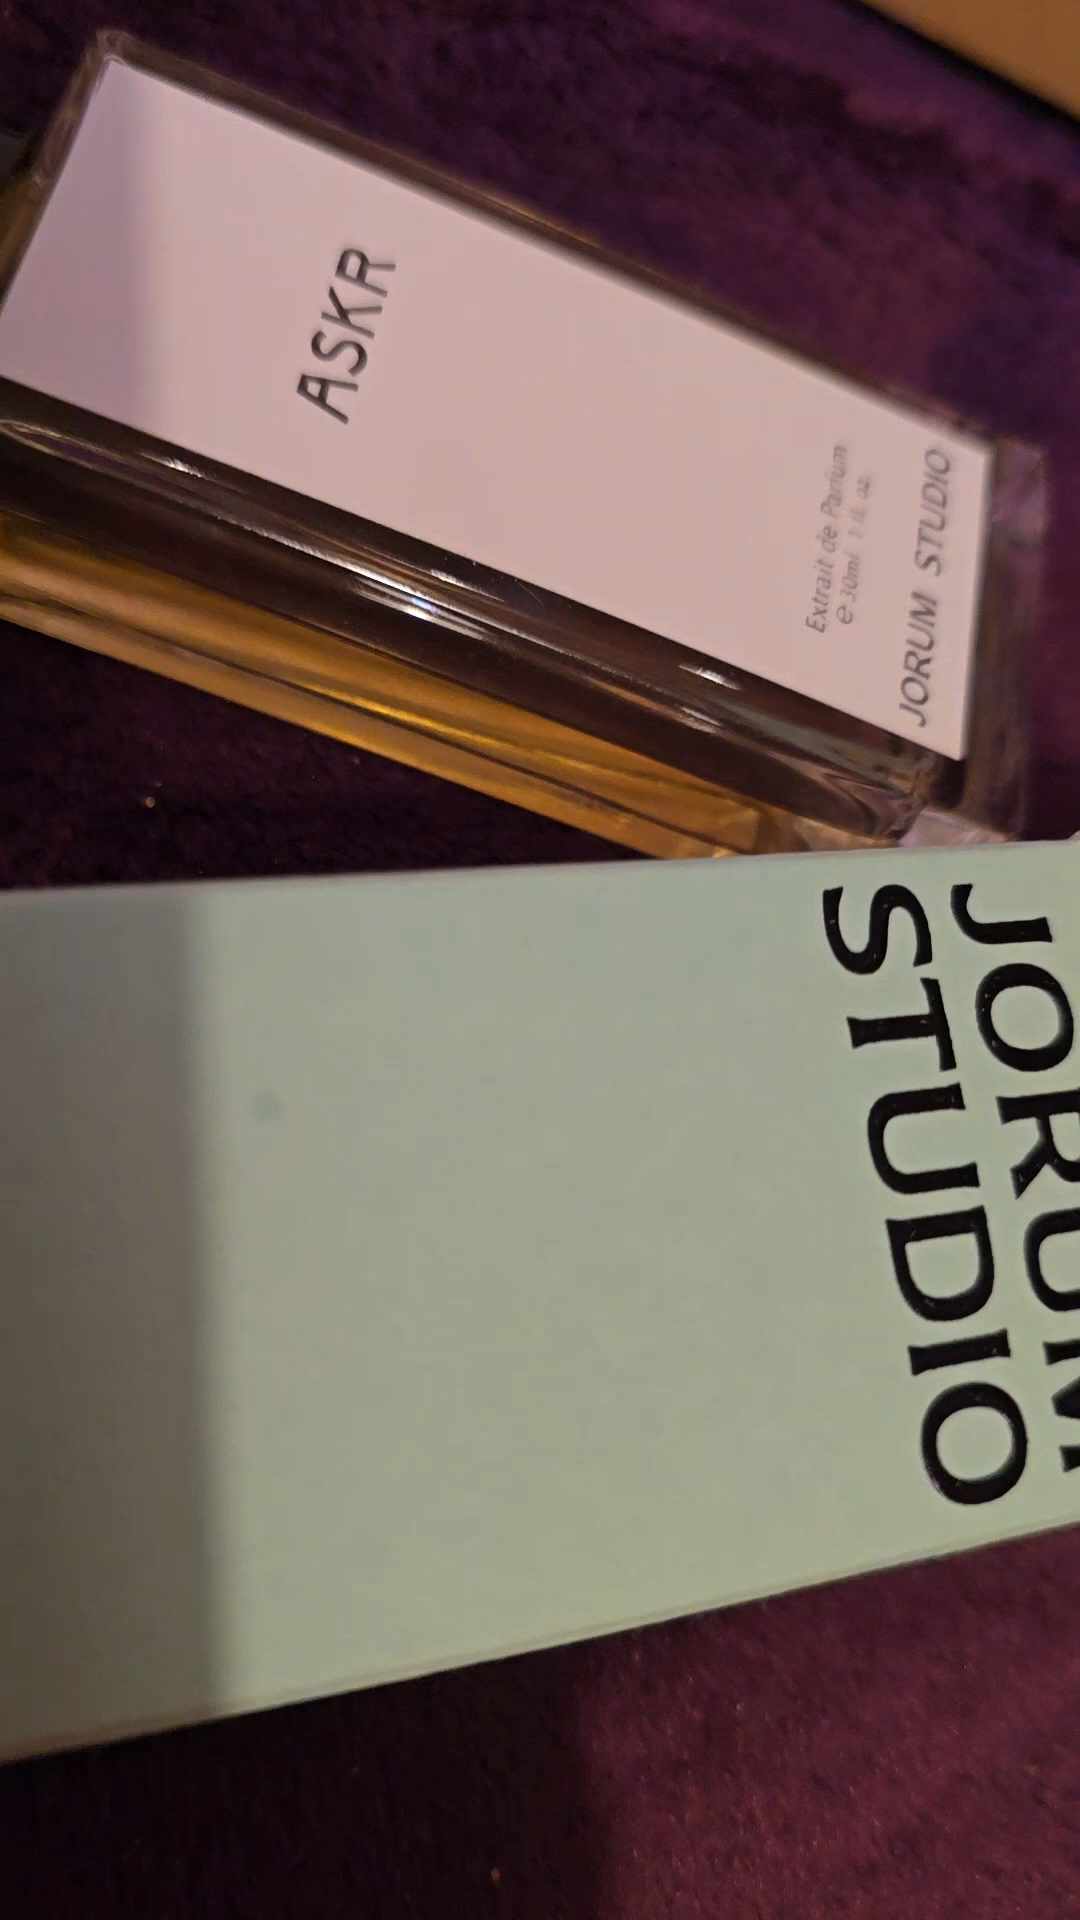 ASKR
Extrait de Parfum
℮ 30ml 1 fl. oz.
JORUM STUDIO
JORUM
STUDIO